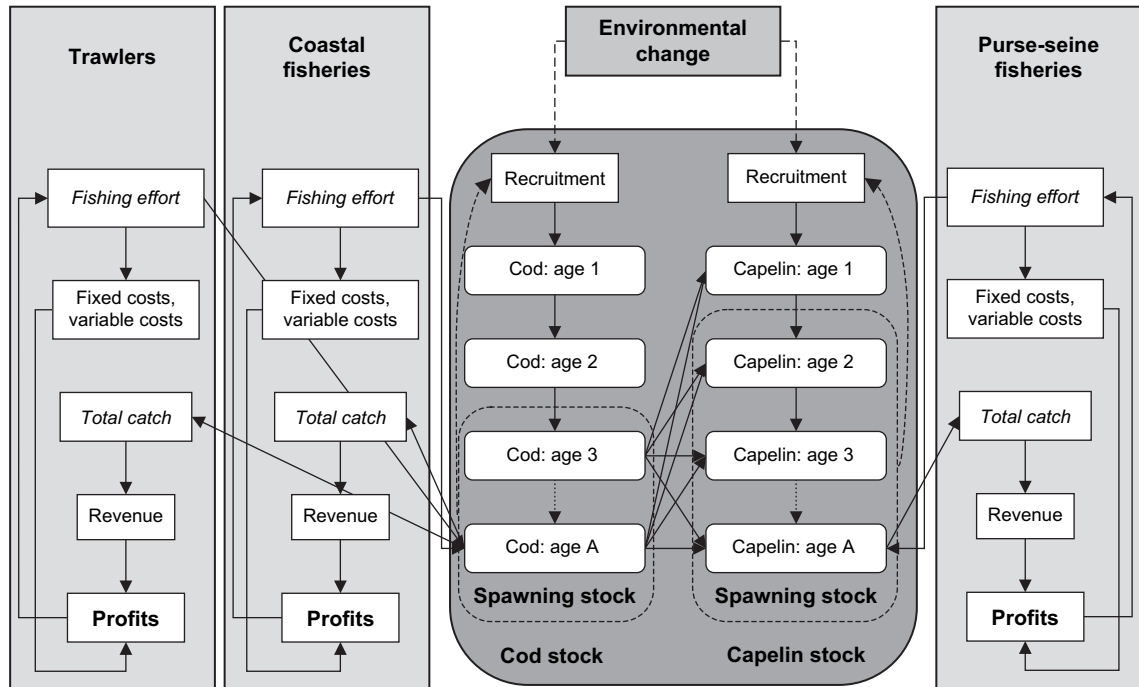 Trawlers
Fishing effort
Fixed costs,
variable costs
Total catch
Revenue
Profits
Coastal
fisheries
Fishing effort
Fixed costs,
variable costs
Total catch
Revenue
Profits
Environmental
change
Recruitment
Cod: age 1
Cod: age 2
Cod: age 3
Cod: age A
Spawning stock
Cod stock
Recruitment
Capelin: age 1
Capelin: age 2
Capelin: age 3
Capelin: age A
Spawning stock
Capelin stock
Purse-seine
fisheries
Fishing effort
Fixed costs,
variable costs
Total catch
Revenue
Profits